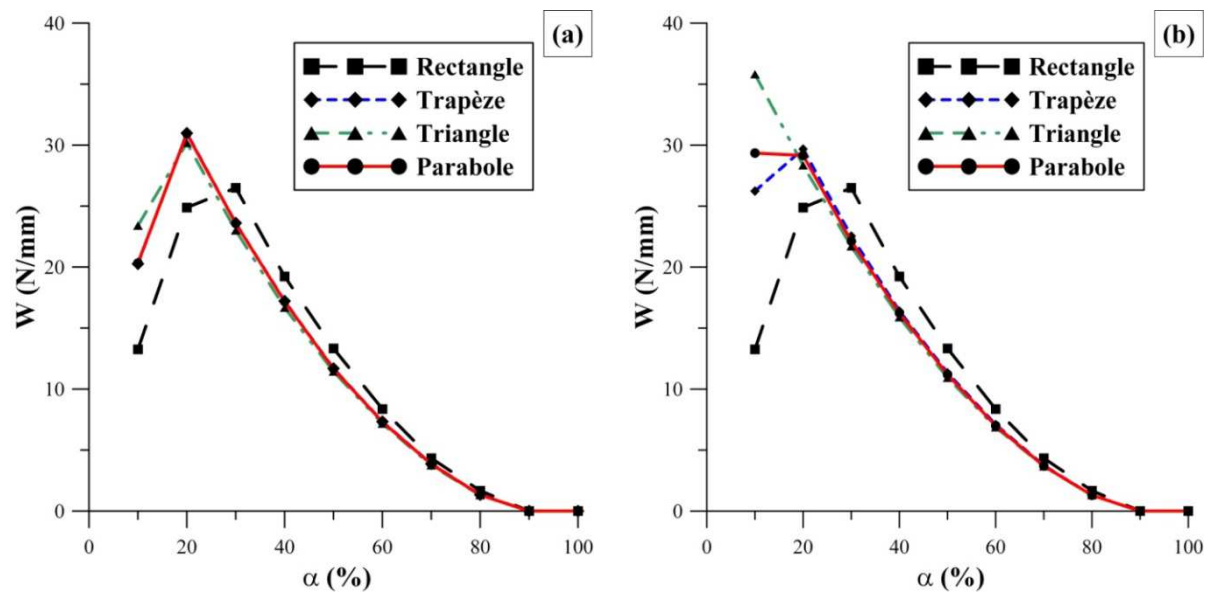 (a)
Rectangle
Trapèze
Triangle
Parabole
40
30
20
10
0
W (N/mm)
0 20 40 60 80 100
α (%)
(b)
Rectangle
Trapèze
Triangle
Parabole
40
30
20
10
0
W (N/mm)
0 20 40 60 80 100
α (%)